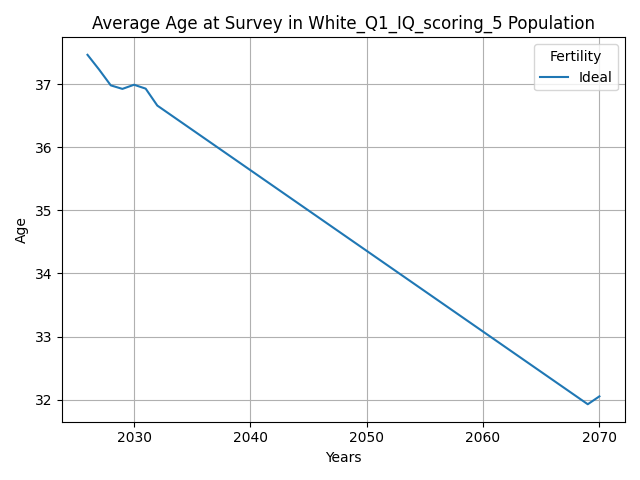 Average Age at Survey in White_Q1_IQ_scoring_5 Population
Fertility
Ideal
37
36
35
34
33
32
Age
2030 2040 2050 2060 2070
Years